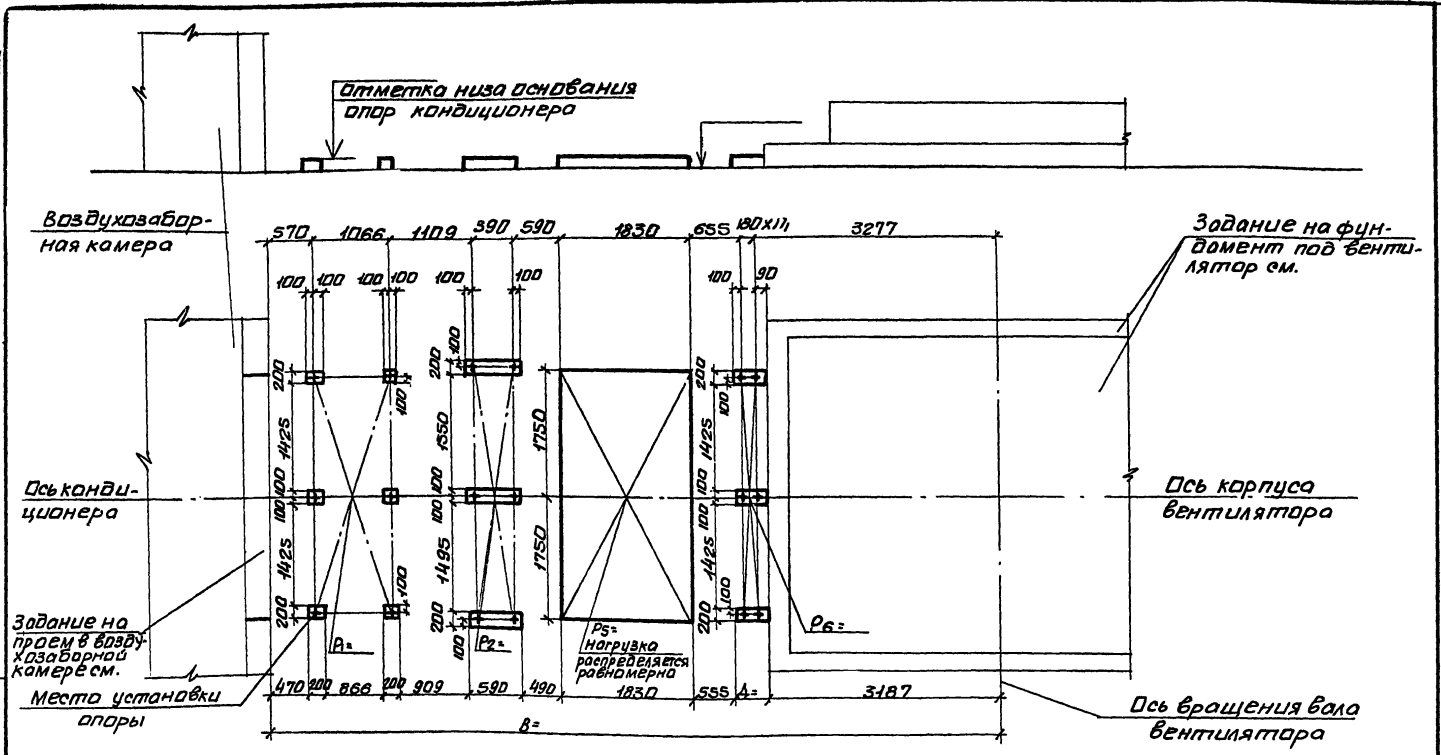 Отметка низа основания
опор кондиционера
Воздухозабор-
ная камера
570 1066 1109 390 590 1830 655 180х11, 3277
Задание на фун-
дамент под венти-
лятор см.
100 100 100 100 100 100 100 90
200 100 200 100 200 100
100
1425 1550 1750 1425
Ось конди-
ционера
100 100 100
100 100 100
Ось корпуса
вентилятора
1425 1495 1750 1425
200 100 200 100 200 100
Задание на
проем в возду-
хозаборной
камере см.
P1=
P2=
P5=
Нагрузка
распределяется
равномерно
P6=
Места установки
опоры
470 200 866 200 909 590 490 1830 555 А= 3187
В=
Ось вращения вала
вентилятора